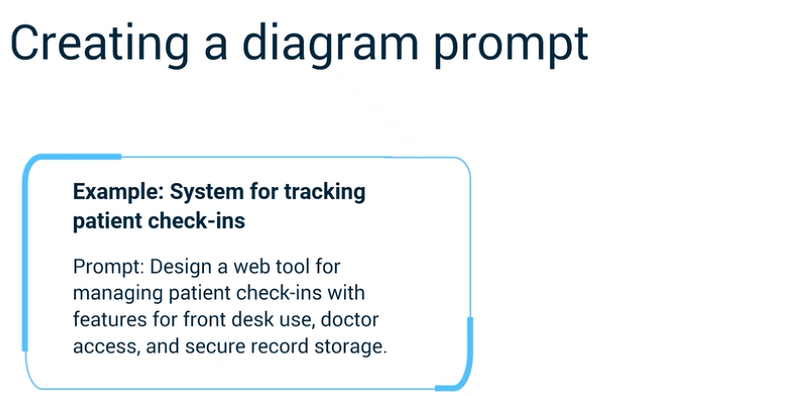 Creating a diagram prompt
Example: System for tracking
patient check-ins
Prompt: Design a web tool for
managing patient check-ins with
features for front desk use, doctor
access, and secure record storage.